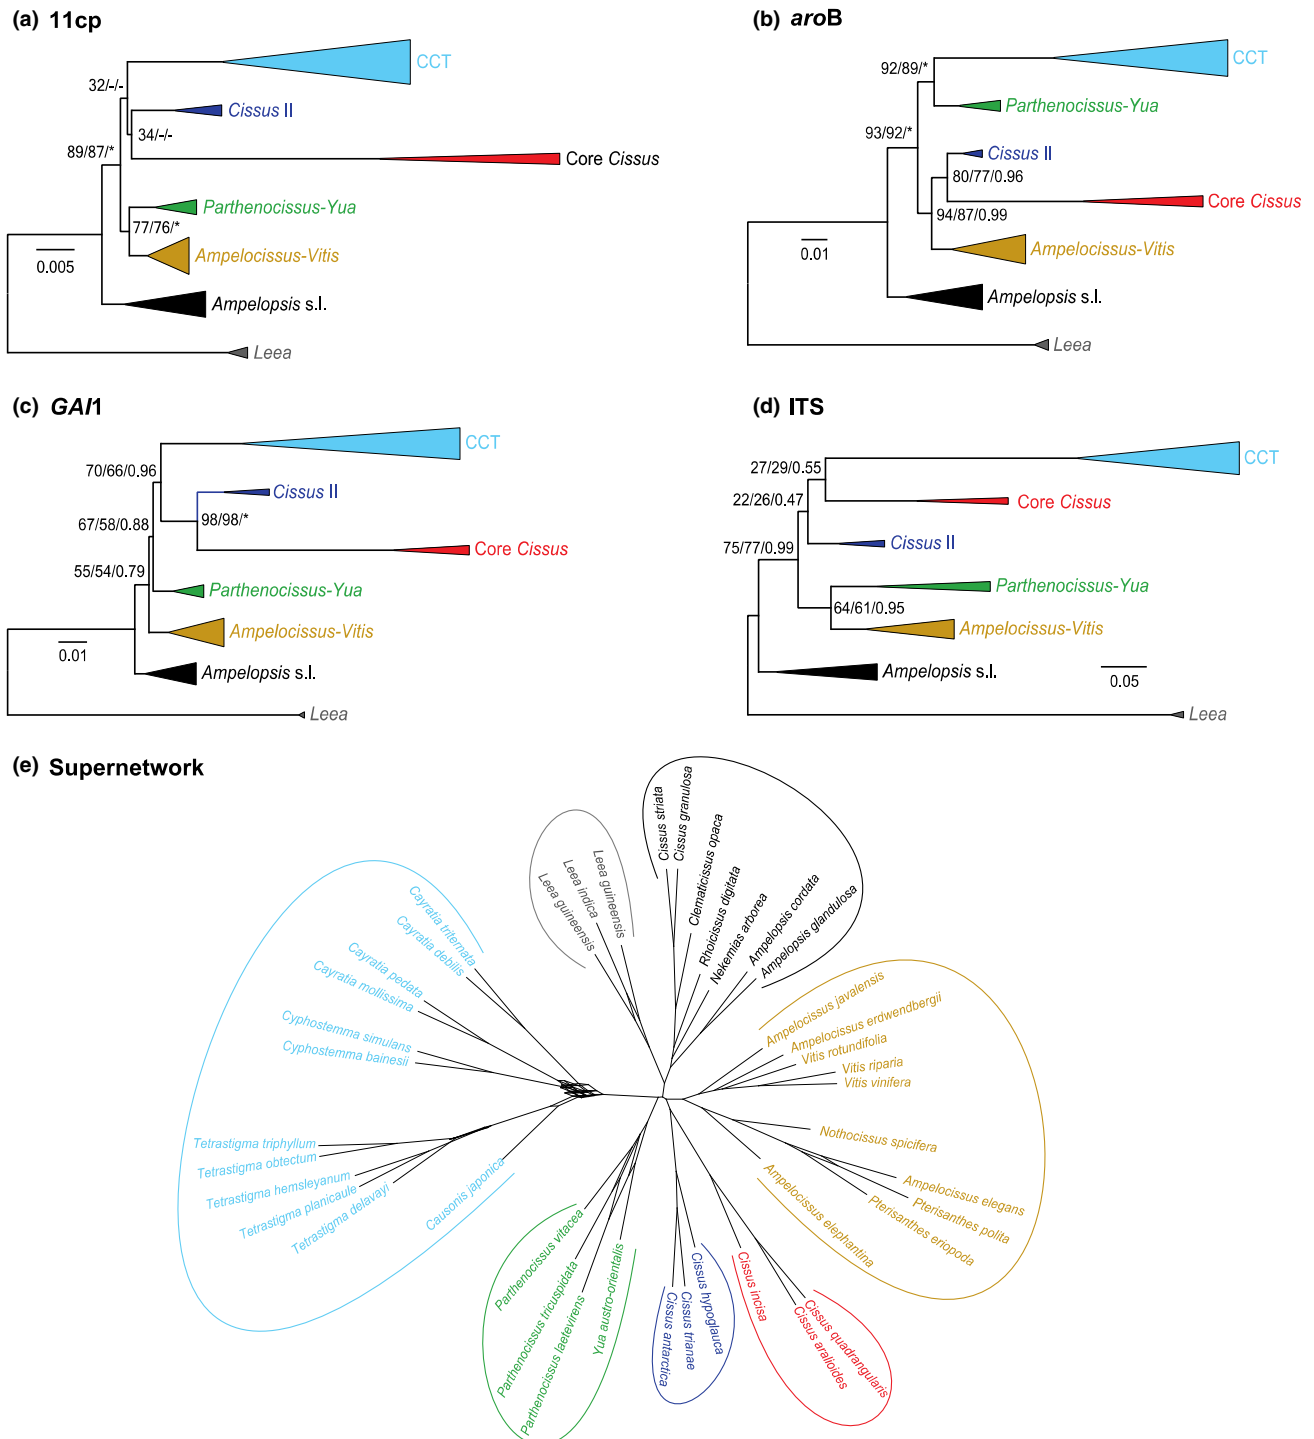 (a) 11cp
CCT
32/-/-
Cissus II
34/-/-
Core Cissus
89/87/*
Parthenocissus-Yua
77/76/*
Ampelocissus-Vitis
0.005
Ampelopsis s.l.
Leea
(b) aroB
CCT
92/89/*
Parthenocissus-Yua
93/92/*
Cissus II
80/77/0.96
Core Cissus
94/87/0.99
Ampelocissus-Vitis
0.01
Ampelopsis s.l.
Leea
(c) GAI1
CCT
70/66/0.96
Cissus II
98/98/*
67/58/0.88
Core Cissus
55/54/0.79
Parthenocissus-Yua
Ampelocissus-Vitis
0.01
Ampelopsis s.l.
Leea
(d) ITS
CCT
27/29/0.55
22/26/0.47
Core Cissus
75/77/0.99
Cissus II
Parthenocissus-Yua
64/61/0.95
Ampelocissus-Vitis
Ampelopsis s.l.
0.05
Leea
(e) Supernetwork
Cayratia triternata
Cayratia debilis
Cayratia pedata
Cayratia mollissima
Cyphostemma simulans
Cyphostemma bainesii
Tetrastigma triphyllum
Tetrastigma obtectum
Tetrastigma hemsleyanum
Tetrastigma planicaule
Tetrastigma delavayi
Causonis japonica
Leea guineensis
Leea indica
Leea guineensis
Cissus striata
Cissus granulosa
Clematicissus opaca
Rhoicissus digitata
Nekemias arborea
Ampelopsis cordata
Ampelopsis glandulosa
Ampelocissus javalensis
Ampelocissus erdwendbergii
Vitis rotundifolia
Vitis riparia
Vitis vinifera
Nothocissus spicifera
Ampelocissus elegans
Pterisanthes polita
Pterisanthes eriopoda
Ampelocissus elephantina
Parthenocissus vitacea
Parthenocissus tricuspidata
Parthenocissus laetevirens
Yua austro-orientalis
Cissus antarctica
Cissus trianae
Cissus hypoglauca
Cissus incisa
Cissus aralioides
Cissus quadrangularis